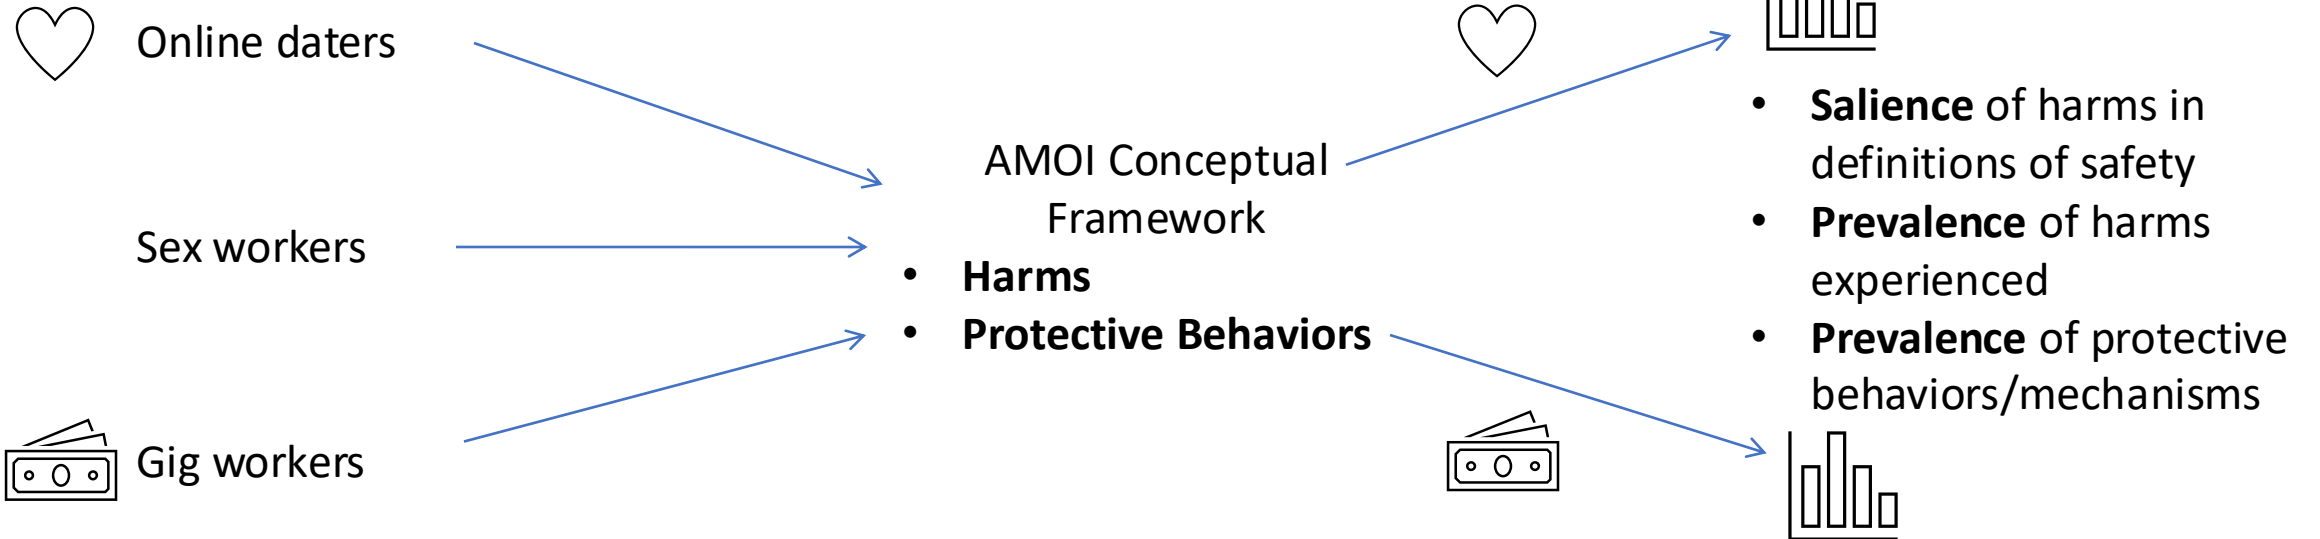 Online daters
Sex workers
Gig workers
AMOI Conceptual
Framework
• Harms
• Protective Behaviors
• Salience of harms in
definitions of safety
• Prevalence of harms
experienced
• Prevalence of protective
behaviors/mechanisms